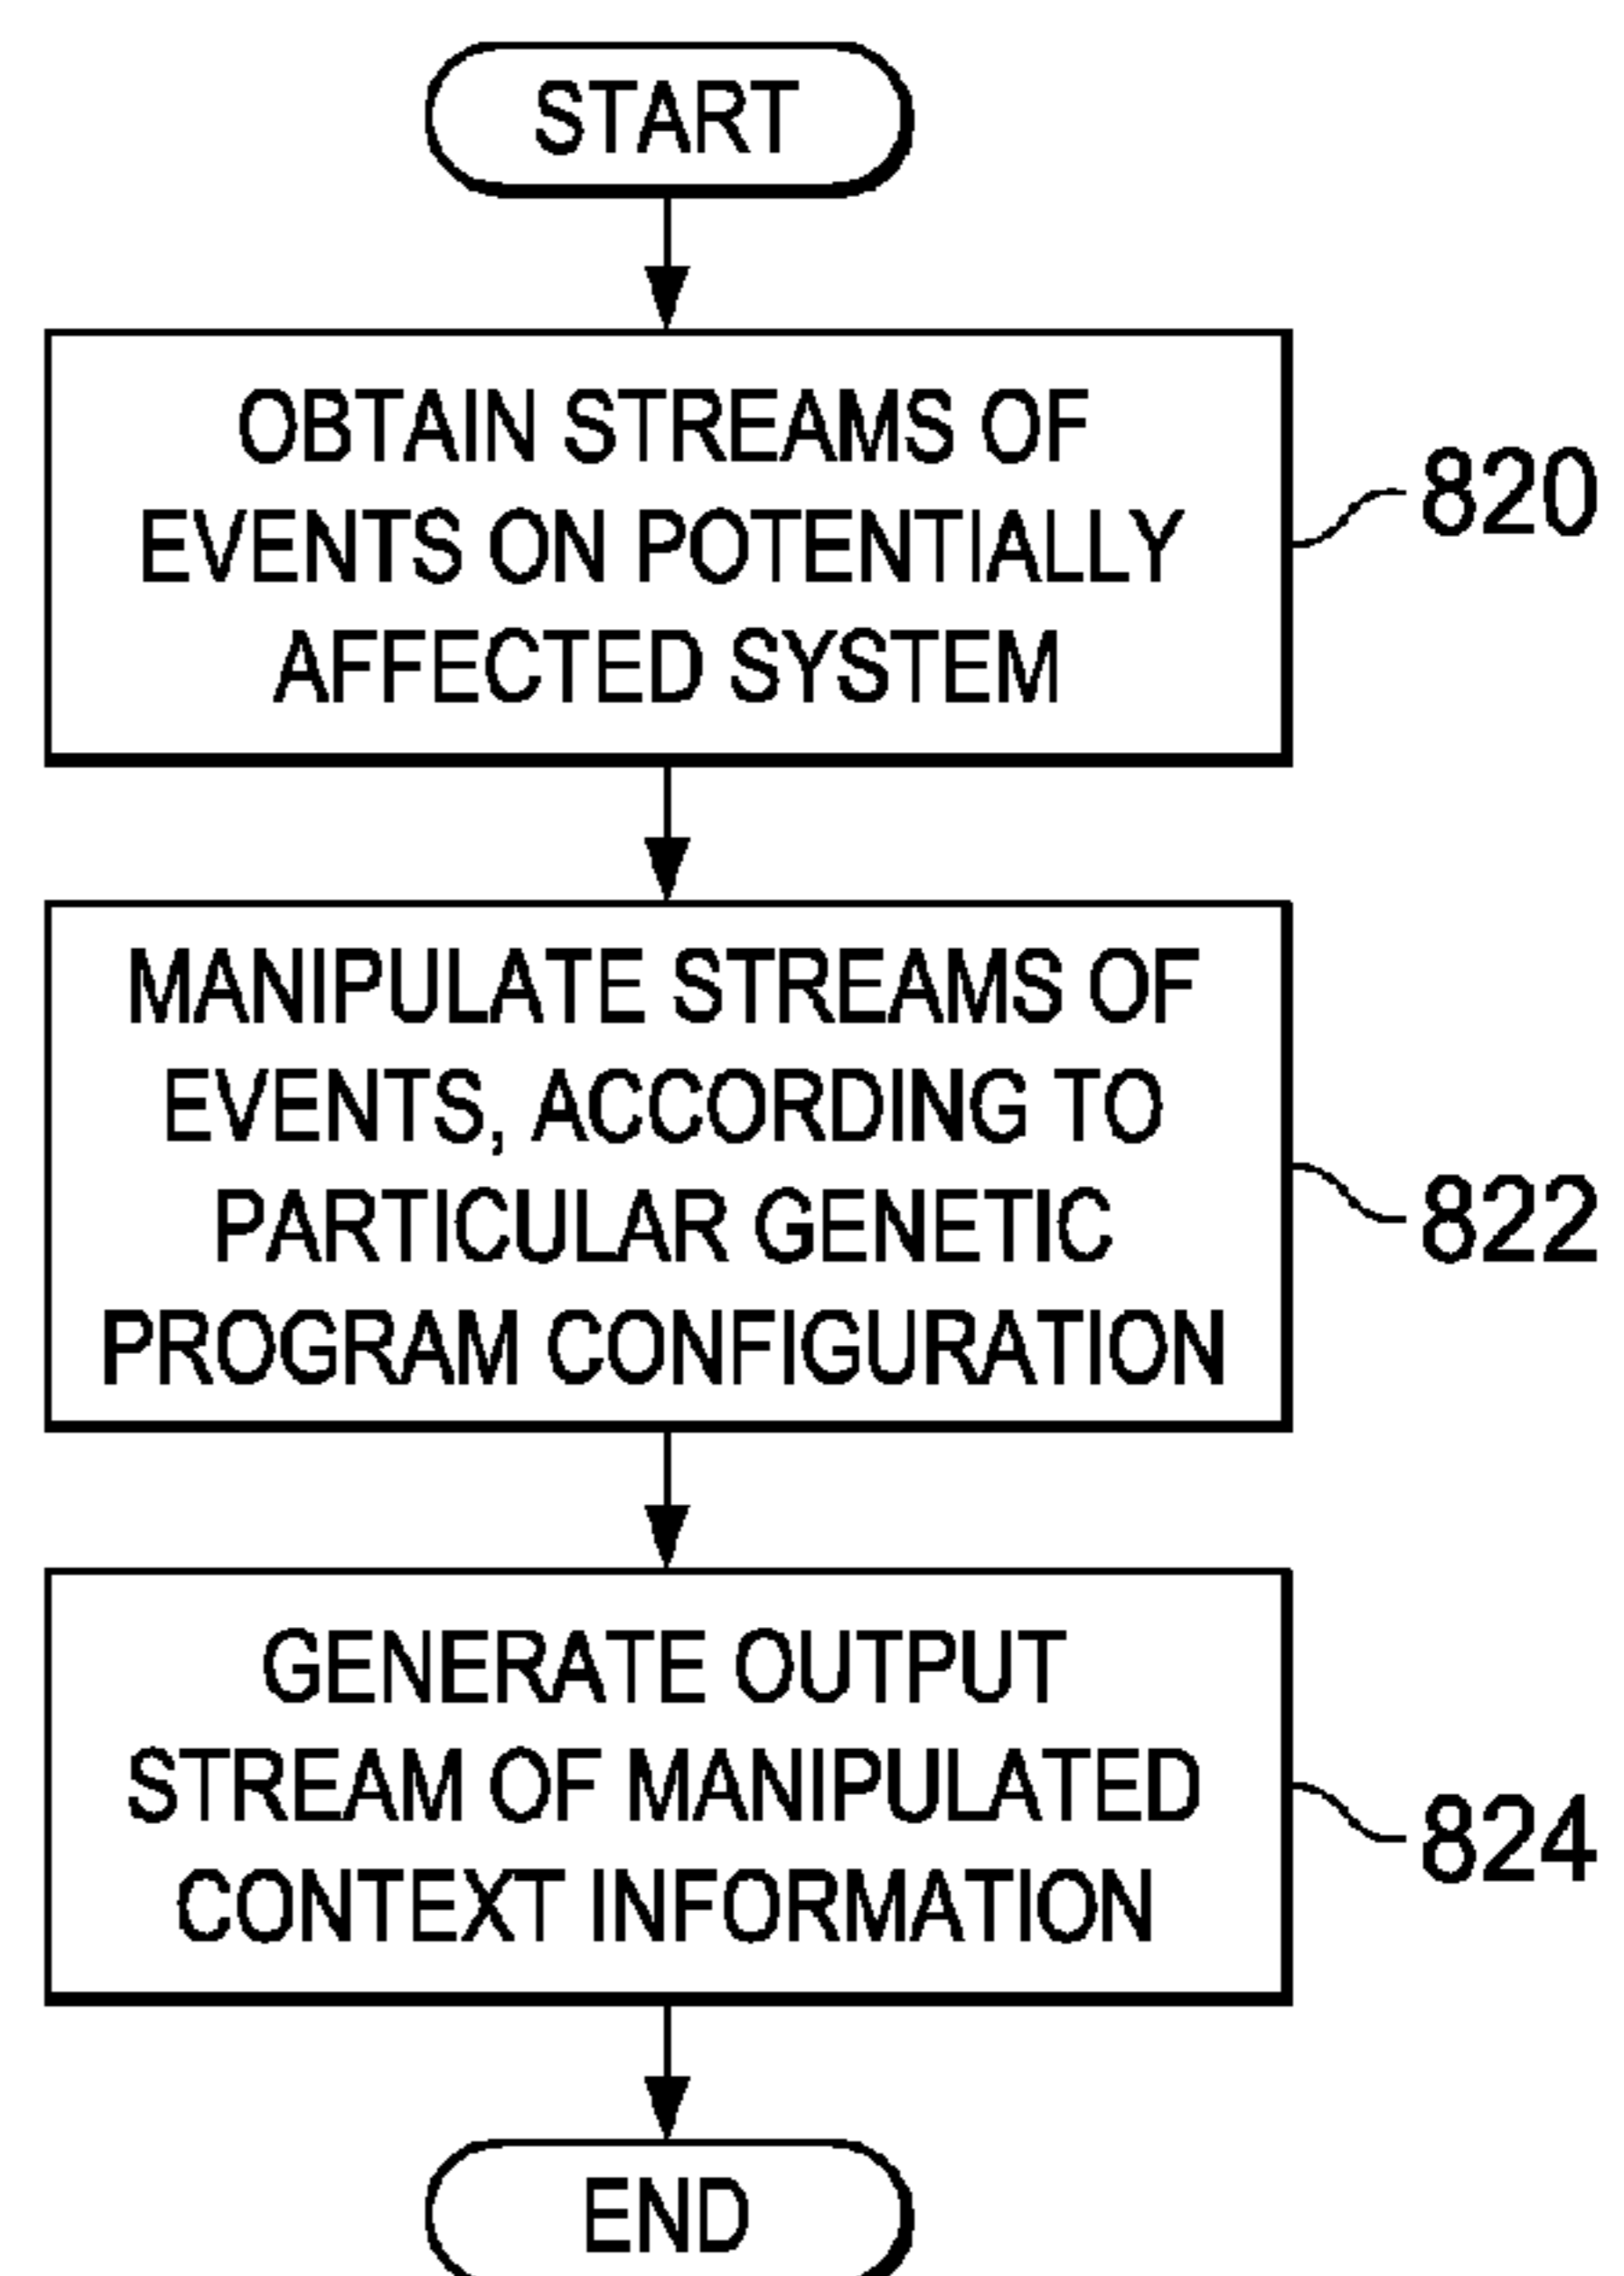 START
OBTAIN STREAMS OF
EVENTS ON POTENTIALLY
AFFECTED SYSTEM
820
MANIPULATE STREAMS OF
EVENTS, ACCORDING TO
PARTICULAR GENETIC
PROGRAM CONFIGURATION
822
GENERATE OUTPUT
STREAM OF MANIPULATED
CONTEXT INFORMATION
824
END